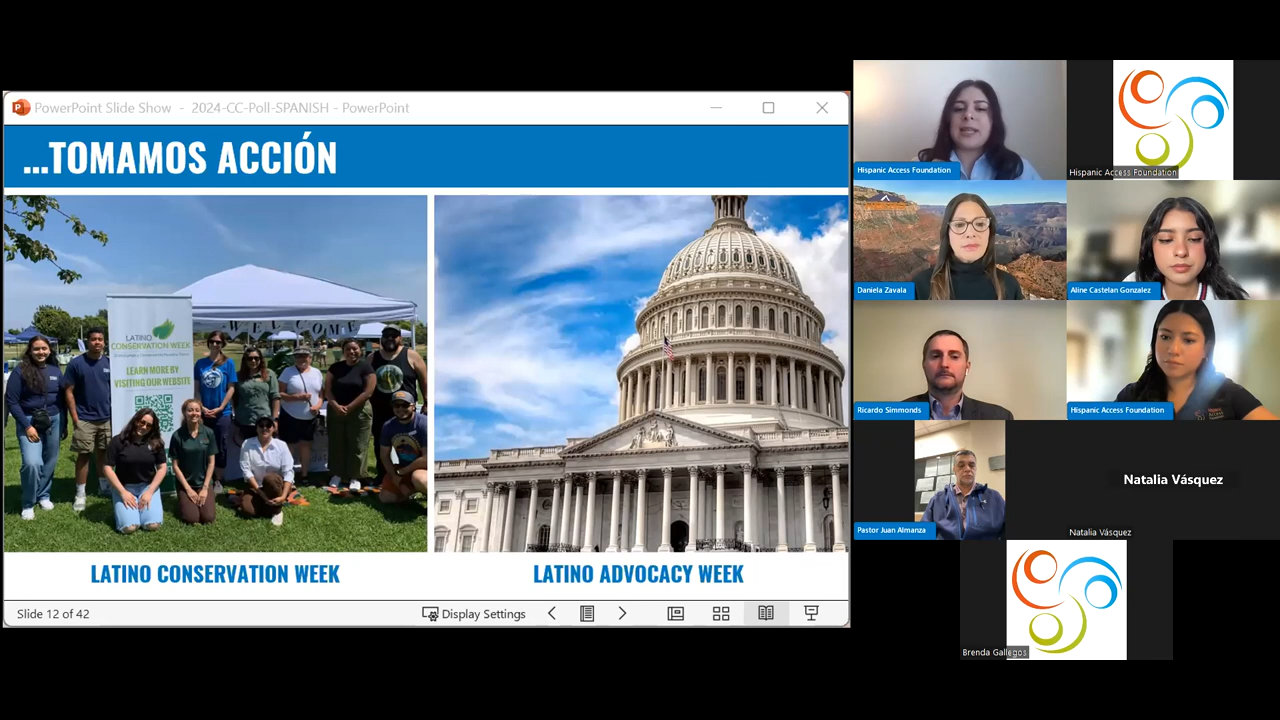 PowerPoint Slide Show - 2024-CC-Poll-SPANISH - PowerPoint
...TOMAMOS ACCIÓN
WELCOME
LATINO
CONSERVATION WEEK
LEARN MORE BY
VISITING OUR WEBSITE
LATINO CONSERVATION WEEK
LATINO ADVOCACY WEEK
Slide 12 of 42
Display Settings
Hispanic Access Foundation
Hispanic Access Foundation
Daniela Zavala
Aline Castelan Gonzalez
Ricardo Simmonds
Hispanic Access Foundation
Pastor Juan Almanza
Natalia Vásquez
Natalia Vásquez
Brenda Gallegos